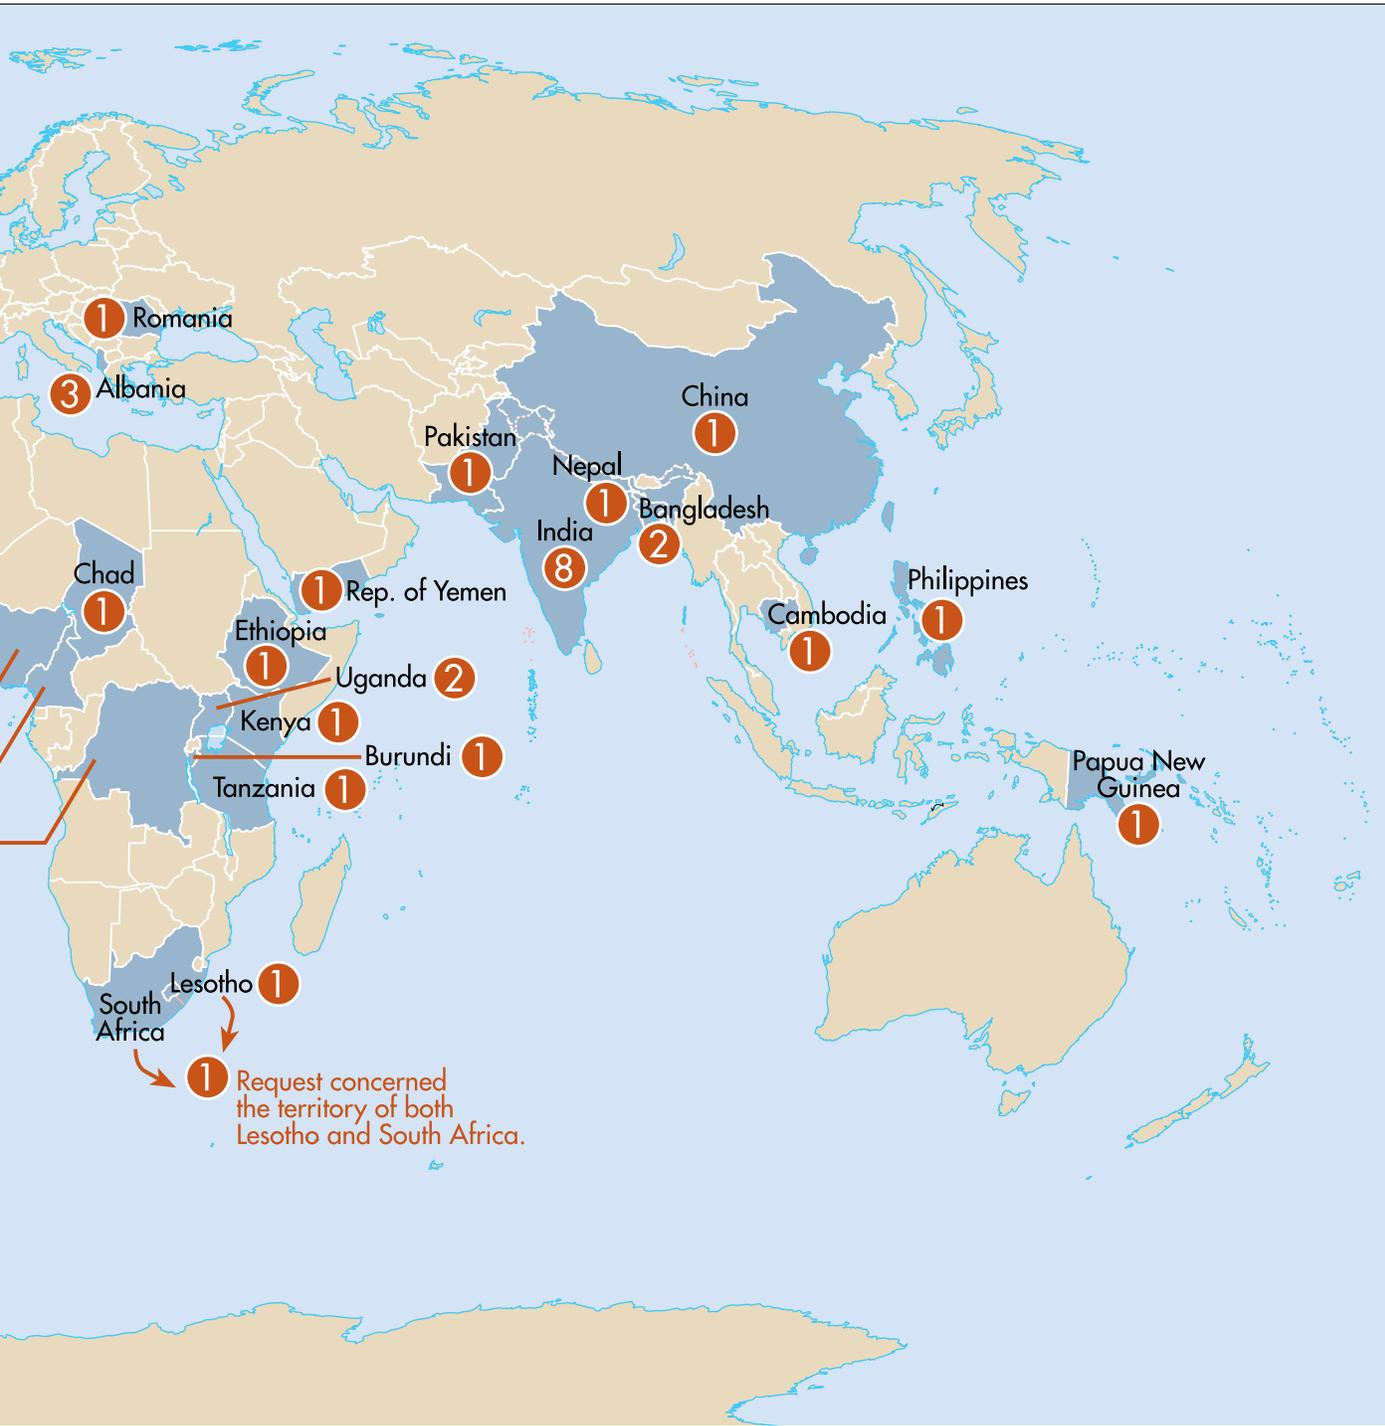 1 Romania
3 Albania
China
1
Pakistan
1
Nepal
1
Bangladesh
2
India
8
Chad
1
1 Rep. of Yemen
Philippines
1
Cambodia
1
Ethiopia
1
Uganda 2
Kenya 1
Burundi 1
Tanzania 1
Papua New
Guinea
1
Lesotho 1
South
Africa
1 Request concerned
the territory of both
Lesotho and South Africa.